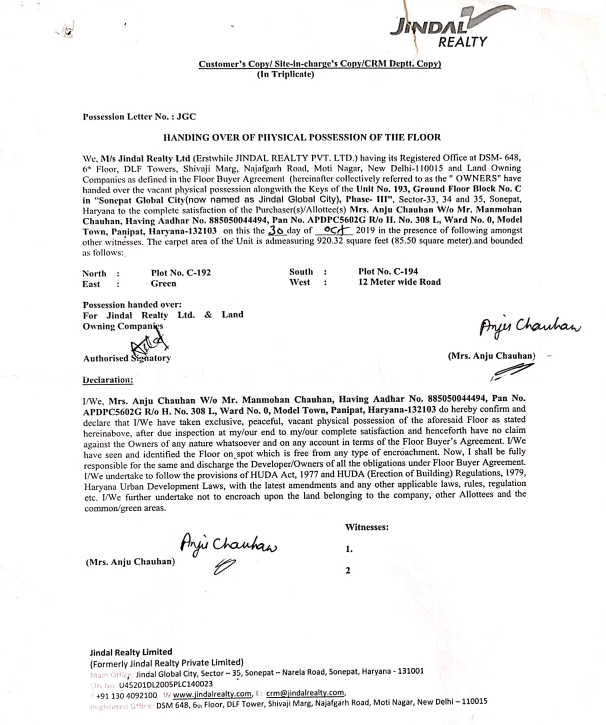 JINDAL
REALTY
Customer's Copy/ Site-in-charge's Copy/CRM Deptt. Copy)
(In Triplicate)
Possession Letter No. : JGC
HANDING OVER OF PHYSICAL POSSESSION OF THE FLOOR
We, M/s Jindal Realty Ltd (Erstwhile JINDAL REALTY PVT. LTD.) having its Registered Office at DSM- 648,
6th Floor, DLF Towers, Shivaji Marg, Najafgarh Road, Moti Nagar, New Delhi-110015 and Land Owning
Companies as defined in the Floor Buyer Agreement (hereinafter collectively referred to as the " OWNERS" have
handed over the vacant physical possession alongwith the Keys of the Unit No. 193, Ground Floor Block No. C
in "Sonepat Global City(now named as Jindal Global City), Phase- III", Sector-33, 34 and 35, Sonepat,
Haryana to the complete satisfaction of the Purchaser(s)/Allottee(s) Mrs. Anju Chauhan W/o Mr. Manmohan
Chauhan, Having Aadhar No. 885050044494, Pan No. APDPC5602G R/o H. No. 308 L, Ward No. 0, Model
Town, Panipat, Haryana-132103 on this the 30 day of Oct 2019 in the presence of following amongst
other witnesses. The carpet area of the Unit is admeasuring 920.32 square feet (85.50 square meter).and bounded
as follows:
North : Plot No. C-192 South : Plot No. C-194
East : Green West : 12 Meter wide Road
Possession handed over:
For Jindal Realty Ltd. & Land
Owning Companies
Anju Chauhan
Authorised Signatory (Mrs. Anju Chauhan)
Declaration:
I/We, Mrs. Anju Chauhan W/o Mr. Manmohan Chauhan, Having Aadhar No. 885050044494, Pan No.
APDPC5602G R/o H. No. 308 L, Ward No. 0, Model Town, Panipat, Haryana-132103 do hereby confirm and
declare that I/We have taken exclusive, peaceful, vacant physical possession of the aforesaid Floor as stated
hereinabove, after due inspection at my/our end to my/our complete satisfaction and henceforth have no claim
against the Owners of any nature whatsoever and on any account in terms of the Floor Buyer's Agreement. I/We
have seen and identified the Floor on spot which is free from any type of encroachment. Now, I shall be fully
responsible for the same and discharge the Developer/Owners of all the obligations under Floor Buyer Agreement.
I/We undertake to follow the provisions of HUDA Act, 1977 and HUDA (Erection of Building) Regulations, 1979,
Haryana Urban Development Laws, with the latest amendments and any other applicable laws, rules, regulation
etc. I/We further undertake not to encroach upon the land belonging to the company, other Allottees and the
common/green areas.
Witnesses:
Anju Chauhan
1.
(Mrs. Anju Chauhan)
2
Jindal Realty Limited
(Formerly Jindal Realty Private Limited)
Main Office: Jindal Global City, Sector – 35, Sonepat – Narela Road, Sonepat, Haryana - 131001
CIN No. U45201DL2005PLC140023
T +91 130 4092100 W www.jindalrealty.com, E: crm@jindalrealty.com,
Registered Office: DSM 648, 6th Floor, DLF Tower, Shivaji Marg, Najafgarh Road, Moti Nagar, New Delhi – 110015